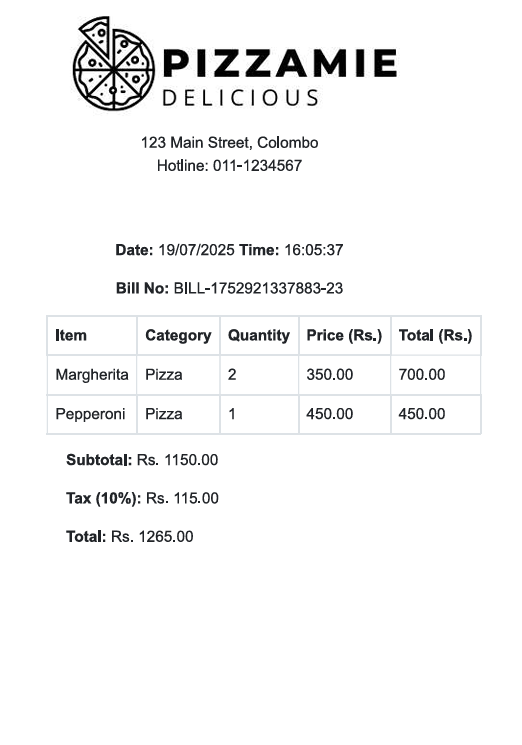 PIZZAMIE
DELICIOUS
123 Main Street, Colombo
Hotline: 011-1234567
Date: 19/07/2025 Time: 16:05:37
Bill No: BILL-1752921337883-23
Item Category Quantity Price (Rs.) Total (Rs.)
Margherita Pizza 2 350.00 700.00
Pepperoni Pizza 1 450.00 450.00
Subtotal: Rs. 1150.00
Tax (10%): Rs. 115.00
Total: Rs. 1265.00